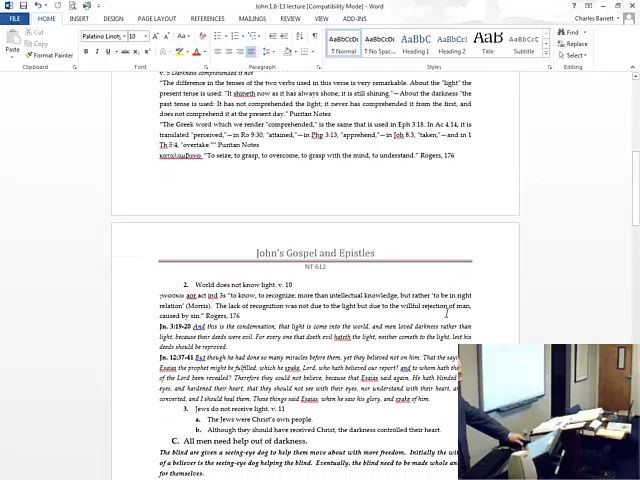 John 1.6-13 lecture [Compatibility Mode] - Word
FILE HOME INSERT DESIGN PAGE LAYOUT REFERENCES MAILINGS REVIEW VIEW ADD-INS
Charles Barrett
Paste
Cut
Copy
Format Painter
Palatino Linoty 10
AaBbCcDc AaBbCcDc AaBbC AaBbCcl AaB AaBbCcD
¶ Normal ¶ No Spac... Heading 1 Heading 2 Title Subtitle
Find
Replace
Select
Clipboard Font Paragraph Styles Editing
v. 5 Darkness comprehended it not
"The difference in the tenses of the two verbs used in this verse is very remarkable. About the "light" the
present tense is used: "It shineth now as it has always shone; it is still shining."—About the darkness "the
past tense is used: It has not comprehended the light; it never has comprehended it from the first, and
does not comprehend it at the present day." Puritan Notes
"The Greek word which we render "comprehended," is the same that is used in Eph 3:18. In Ac 4:14, it is
translated "perceived,"—in Ro 9:30, "attained,"—in Php 3:13, "apprehend,"—in Joh 8:3, "taken,"—and in 1
Th 5:4, "overtake."" Puritan Notes
καταλαμβανω "To seize, to grasp, to overcome, to grasp with the mind, to understand." Rogers, 176
John's Gospel and Epistles
NT 612
2. World does not know light. v. 10
γινωσκω aor act ind 3s "to know, to recognize; more than intellectual knowledge, but rather 'to be in right
relation' (Morris). The lack of recognition was not due to the light but due to the willful rejection of man,
caused by sin." Rogers, 176
Jn. 3:19-20 And this is the condemnation, that light is come into the world, and men loved darkness rather than
light, because their deeds were evil. For every one that doeth evil hateth the light, neither cometh to the light, lest his
deeds should be reproved.
Jn. 12:37-41 But though he had done so many miracles before them, yet they believed not on him: That the sayi
Esaias the prophet might be fulfilled, which he spake, Lord, who hath believed our report? and to whom hath th
of the Lord been revealed? Therefore they could not believe, because that Esaias said again, He hath blinded
eyes, and hardened their heart; that they should not see with their eyes, nor understand with their heart, an
converted, and I should heal them. These things said Esaias, when he saw his glory, and spake of him.
3. Jews do not receive light. v. 11
a. The Jews were Christ's own people.
b. Although they should have received Christ, the darkness controlled their heart.
C. All men need help out of darkness.
The blind are given a seeing-eye dog to help them move about with more freedom. Initially the wi
of a believer is the seeing-eye dog helping the blind. Eventually, the blind need to be made whole an
for themselves.